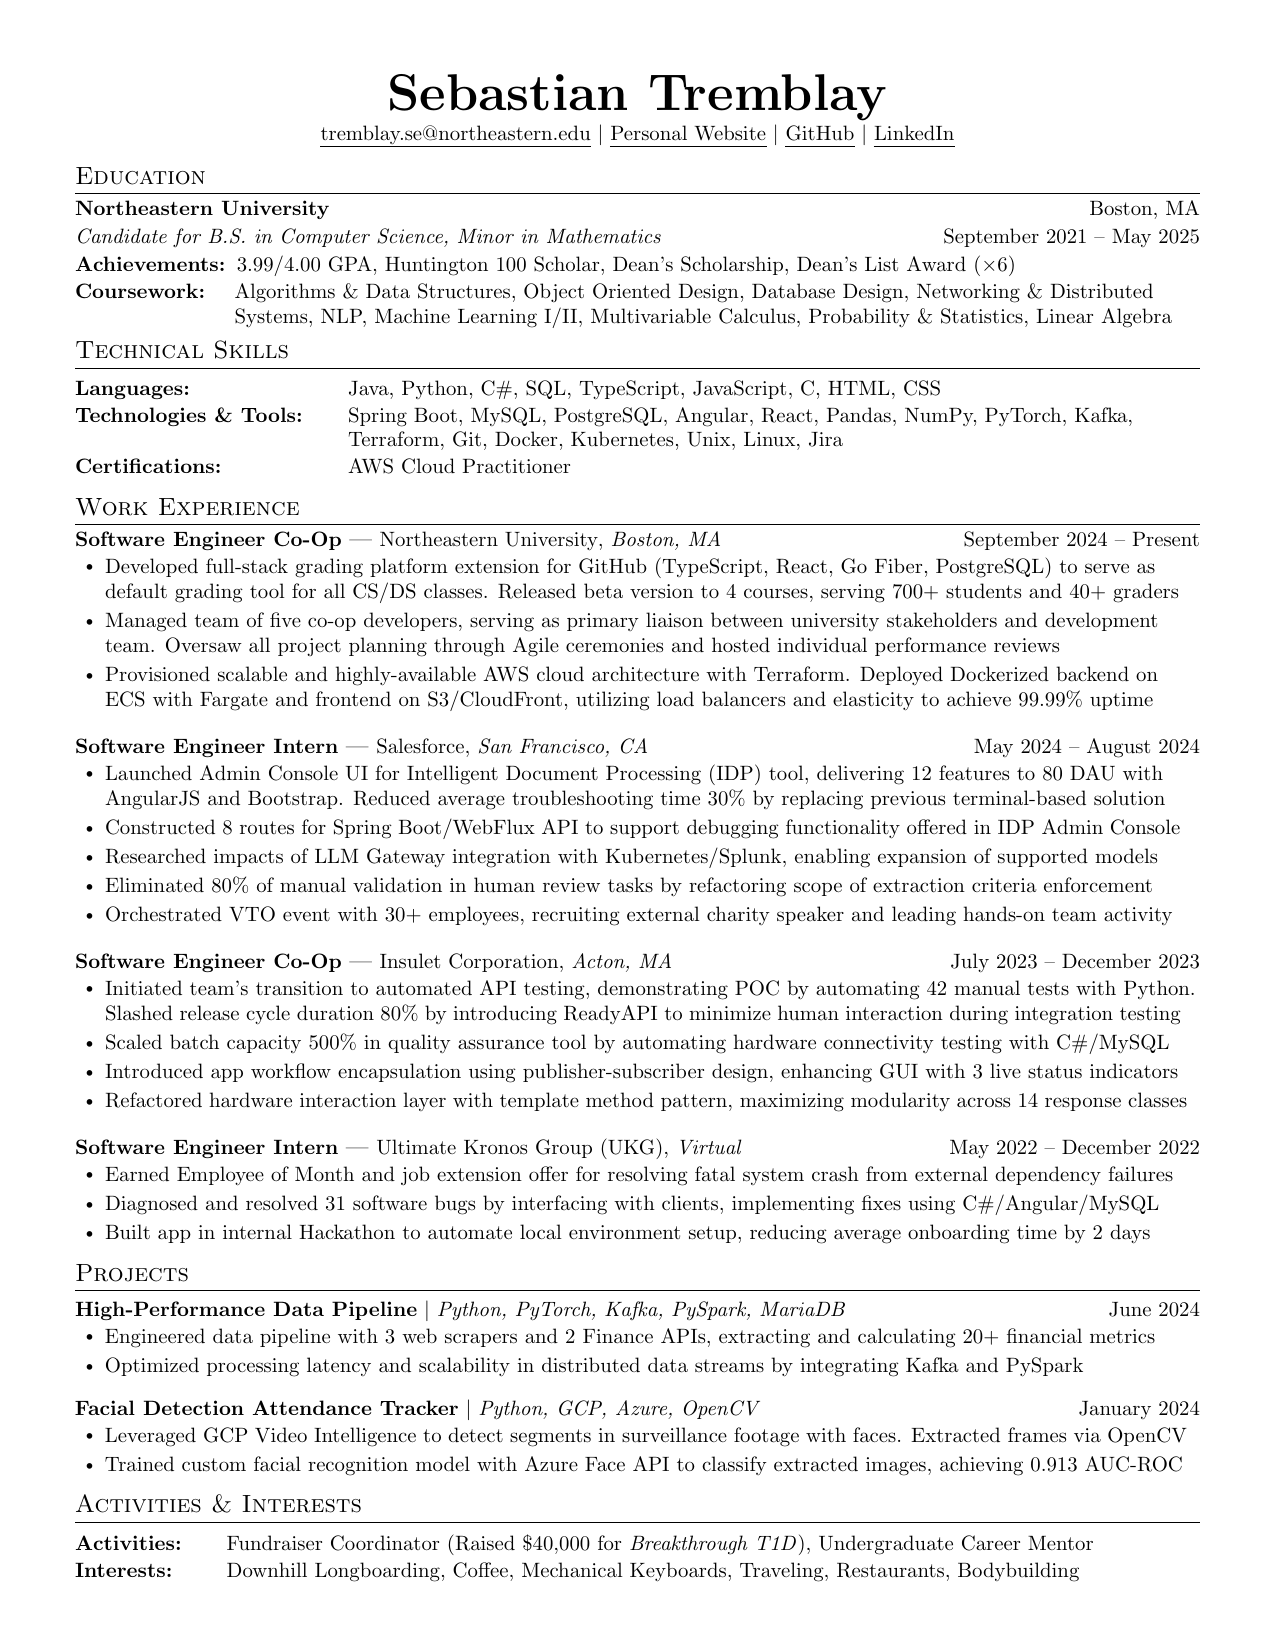 Sebastian Tremblay
tremblay.se@northeastern.edu | Personal Website | GitHub | LinkedIn
Education
Northeastern University Boston, MA
Candidate for B.S. in Computer Science, Minor in Mathematics September 2021 – May 2025
Achievements: 3.99/4.00 GPA, Huntington 100 Scholar, Dean's Scholarship, Dean's List Award (×6)
Coursework: Algorithms & Data Structures, Object Oriented Design, Database Design, Networking & Distributed
Systems, NLP, Machine Learning I/II, Multivariable Calculus, Probability & Statistics, Linear Algebra
Technical Skills
Languages: Java, Python, C#, SQL, TypeScript, JavaScript, C, HTML, CSS
Technologies & Tools: Spring Boot, MySQL, PostgreSQL, Angular, React, Pandas, NumPy, PyTorch, Kafka,
Terraform, Git, Docker, Kubernetes, Unix, Linux, Jira
Certifications: AWS Cloud Practitioner
Work Experience
Software Engineer Co-Op — Northeastern University, Boston, MA September 2024 – Present
• Developed full-stack grading platform extension for GitHub (TypeScript, React, Go Fiber, PostgreSQL) to serve as
default grading tool for all CS/DS classes. Released beta version to 4 courses, serving 700+ students and 40+ graders
• Managed team of five co-op developers, serving as primary liaison between university stakeholders and development
team. Oversaw all project planning through Agile ceremonies and hosted individual performance reviews
• Provisioned scalable and highly-available AWS cloud architecture with Terraform. Deployed Dockerized backend on
ECS with Fargate and frontend on S3/CloudFront, utilizing load balancers and elasticity to achieve 99.99% uptime
Software Engineer Intern — Salesforce, San Francisco, CA May 2024 – August 2024
• Launched Admin Console UI for Intelligent Document Processing (IDP) tool, delivering 12 features to 80 DAU with
AngularJS and Bootstrap. Reduced average troubleshooting time 30% by replacing previous terminal-based solution
• Constructed 8 routes for Spring Boot/WebFlux API to support debugging functionality offered in IDP Admin Console
• Researched impacts of LLM Gateway integration with Kubernetes/Splunk, enabling expansion of supported models
• Eliminated 80% of manual validation in human review tasks by refactoring scope of extraction criteria enforcement
• Orchestrated VTO event with 30+ employees, recruiting external charity speaker and leading hands-on team activity
Software Engineer Co-Op — Insulet Corporation, Acton, MA July 2023 – December 2023
• Initiated team's transition to automated API testing, demonstrating POC by automating 42 manual tests with Python.
Slashed release cycle duration 80% by introducing ReadyAPI to minimize human interaction during integration testing
• Scaled batch capacity 500% in quality assurance tool by automating hardware connectivity testing with C#/MySQL
• Introduced app workflow encapsulation using publisher-subscriber design, enhancing GUI with 3 live status indicators
• Refactored hardware interaction layer with template method pattern, maximizing modularity across 14 response classes
Software Engineer Intern — Ultimate Kronos Group (UKG), Virtual May 2022 – December 2022
• Earned Employee of Month and job extension offer for resolving fatal system crash from external dependency failures
• Diagnosed and resolved 31 software bugs by interfacing with clients, implementing fixes using C#/Angular/MySQL
• Built app in internal Hackathon to automate local environment setup, reducing average onboarding time by 2 days
Projects
High-Performance Data Pipeline | Python, PyTorch, Kafka, PySpark, MariaDB June 2024
• Engineered data pipeline with 3 web scrapers and 2 Finance APIs, extracting and calculating 20+ financial metrics
• Optimized processing latency and scalability in distributed data streams by integrating Kafka and PySpark
Facial Detection Attendance Tracker | Python, GCP, Azure, OpenCV January 2024
• Leveraged GCP Video Intelligence to detect segments in surveillance footage with faces. Extracted frames via OpenCV
• Trained custom facial recognition model with Azure Face API to classify extracted images, achieving 0.913 AUC-ROC
Activities & Interests
Activities: Fundraiser Coordinator (Raised $40,000 for Breakthrough T1D), Undergraduate Career Mentor
Interests: Downhill Longboarding, Coffee, Mechanical Keyboards, Traveling, Restaurants, Bodybuilding